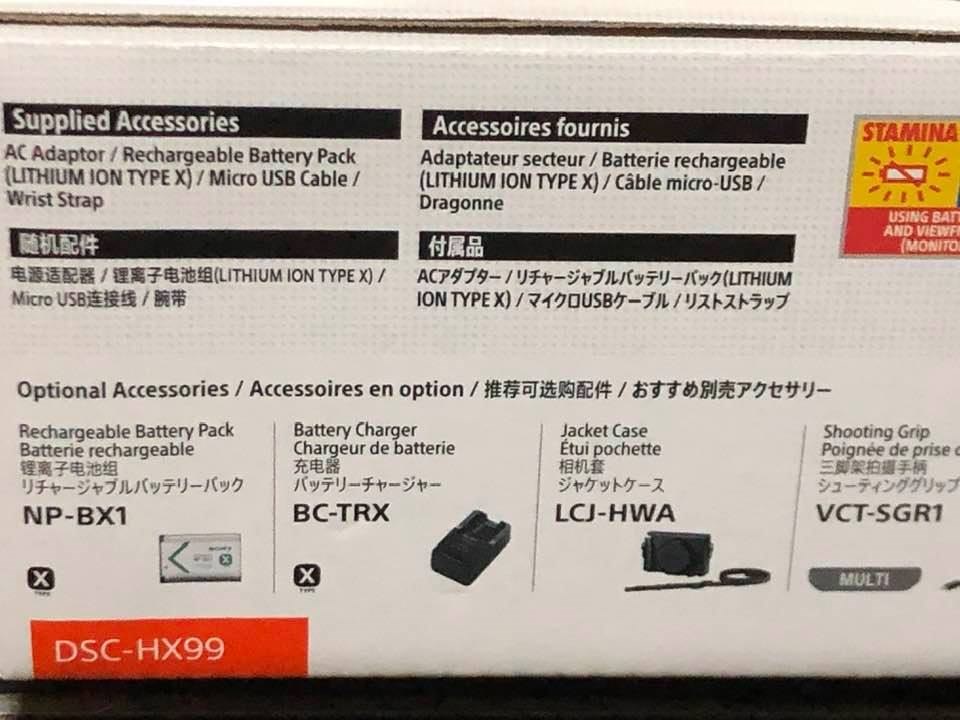 Supplied Accessories
AC Adaptor / Rechargeable Battery Pack
(LITHIUM ION TYPE X) / Micro USB Cable /
Wrist Strap
Accessoires fournis
Adaptateur secteur / Batterie rechargeable
(LITHIUM ION TYPE X) / Câble micro-USB /
Dragonne
随机配件
电源适配器 / 锂离子电池组(LITHIUM ION TYPE X) /
Micro USB连接线 / 腕带
付属品
ACアダプター / リチャージャブルバッテリーパック(LITHIUM
ION TYPE X) / マイクロUSBケーブル / リストストラップ
STAMINA
USING BATT
AND VIEWF
(MONITO
Optional Accessories / Accessoires en option / 推荐可选购配件 / おすすめ別売アクセサリー
Rechargeable Battery Pack
Batterie rechargeable
锂离子电池组
リチャージャブルバッテリーパック
NP-BX1
SONY
X
TYPE
Battery Charger
Chargeur de batterie
充电器
バッテリーチャージャー
BC-TRX
X
TYPE
Jacket Case
Étui pochette
相机套
ジャケットケース
LCJ-HWA
Shooting Grip
Poignée de prise
三脚架拍摄手柄
シューティンググリップ
VCT-SGR1
MULTI
DSC-HX99